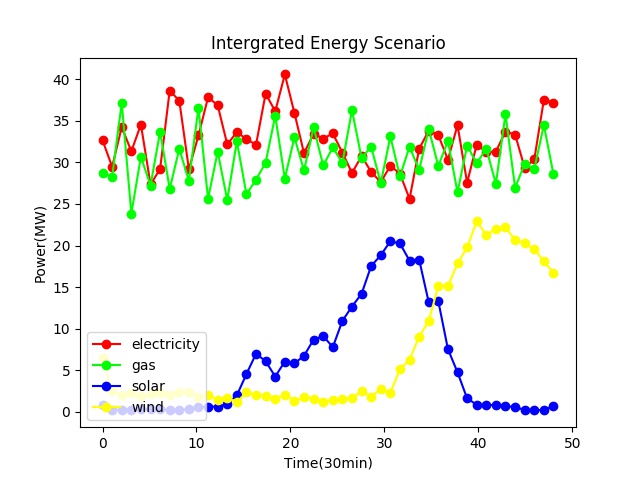 Intergrated Energy Scenario
Power(MW)
40
35
30
25
20
15
10
5
0
electricity
gas
solar
wind
0 10 20 30 40 50
Time(30min)